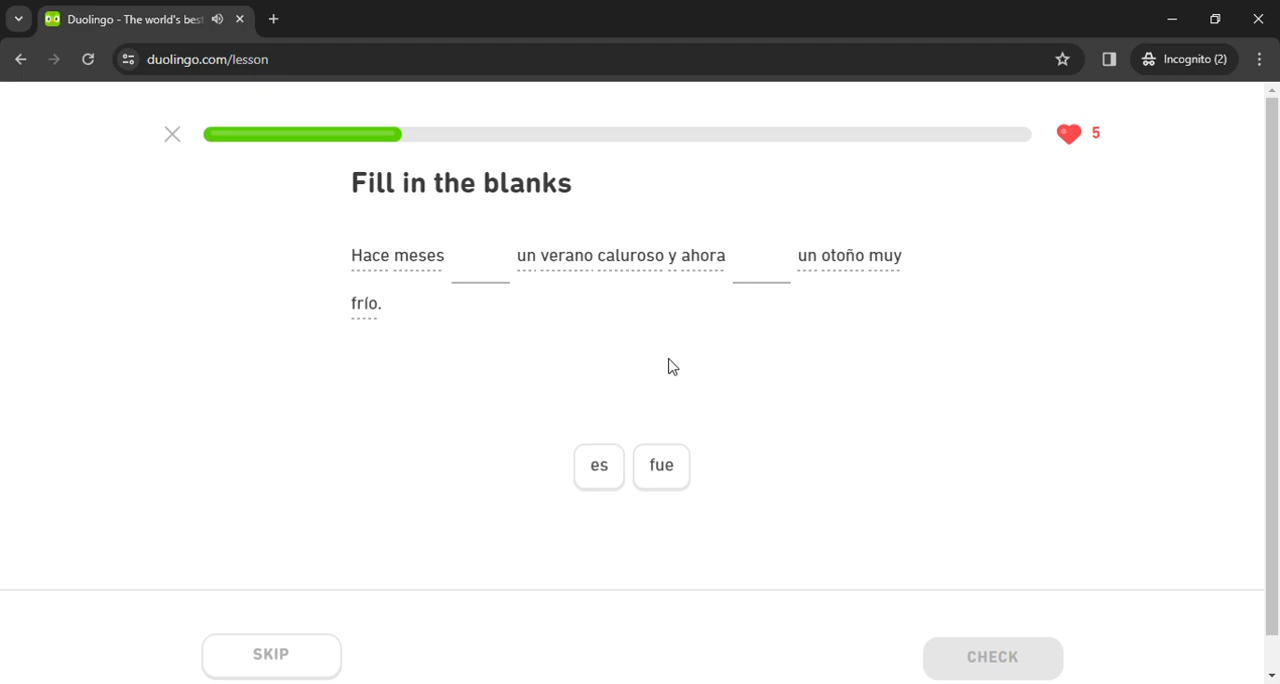 Duolingo - The world's bes
duolingo.com/lesson
Incognito (2)
5
Fill in the blanks
Hace meses un verano caluroso y ahora un otoño muy
frío.
es fue
SKIP CHECK